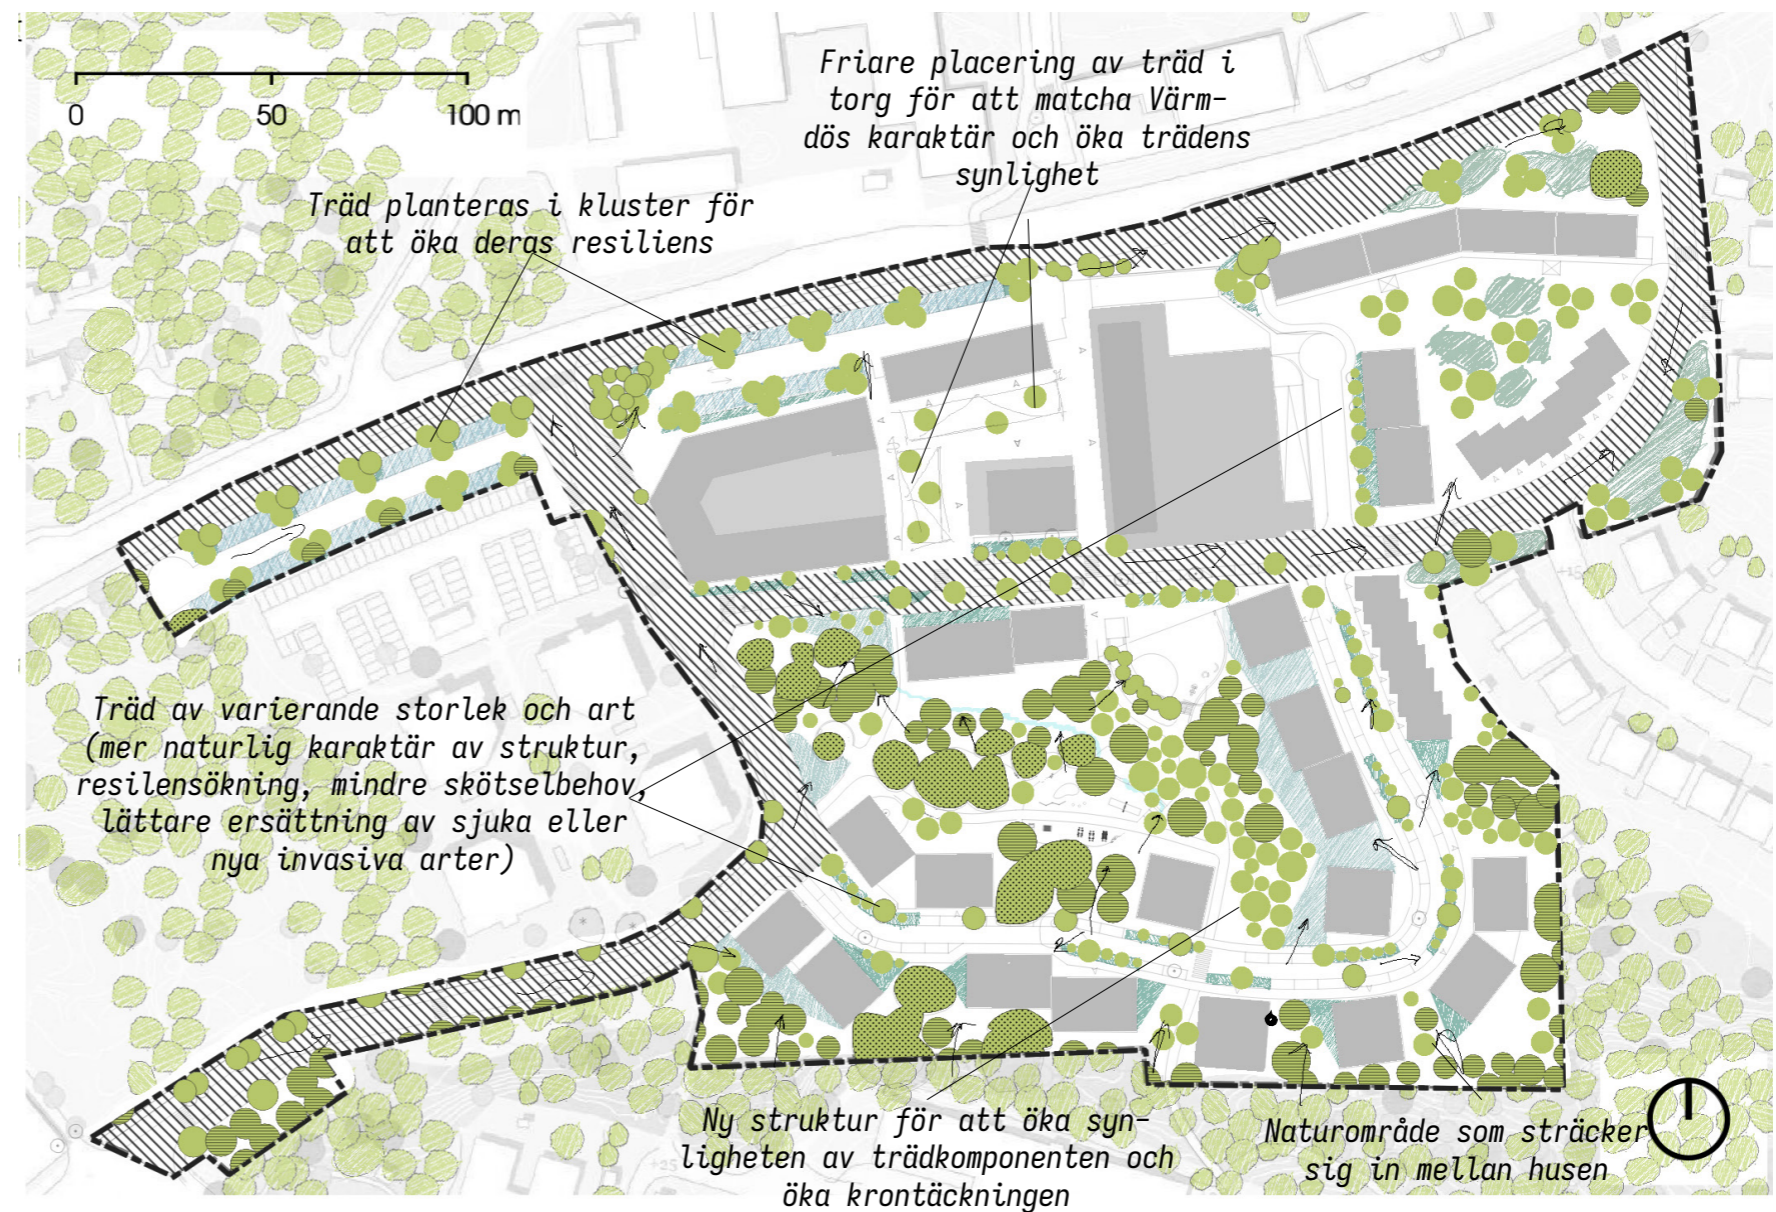 0 50 100 m
Friare placering av träd i
torg för att matcha Värm-
dös karaktär och öka trädens
synlighet
Träd planteras i kluster för
att öka deras resiliens
Träd av varierande storlek och art
(mer naturlig karaktär av struktur,
resilensökning, mindre skötselbehov,
lättare ersättning av sjuka eller
nya invasiva arter)
Ny struktur för att öka syn-
ligheten av trädkomponenten och
öka krontäckningen
Naturområde som sträcker
sig in mellan husen
+25